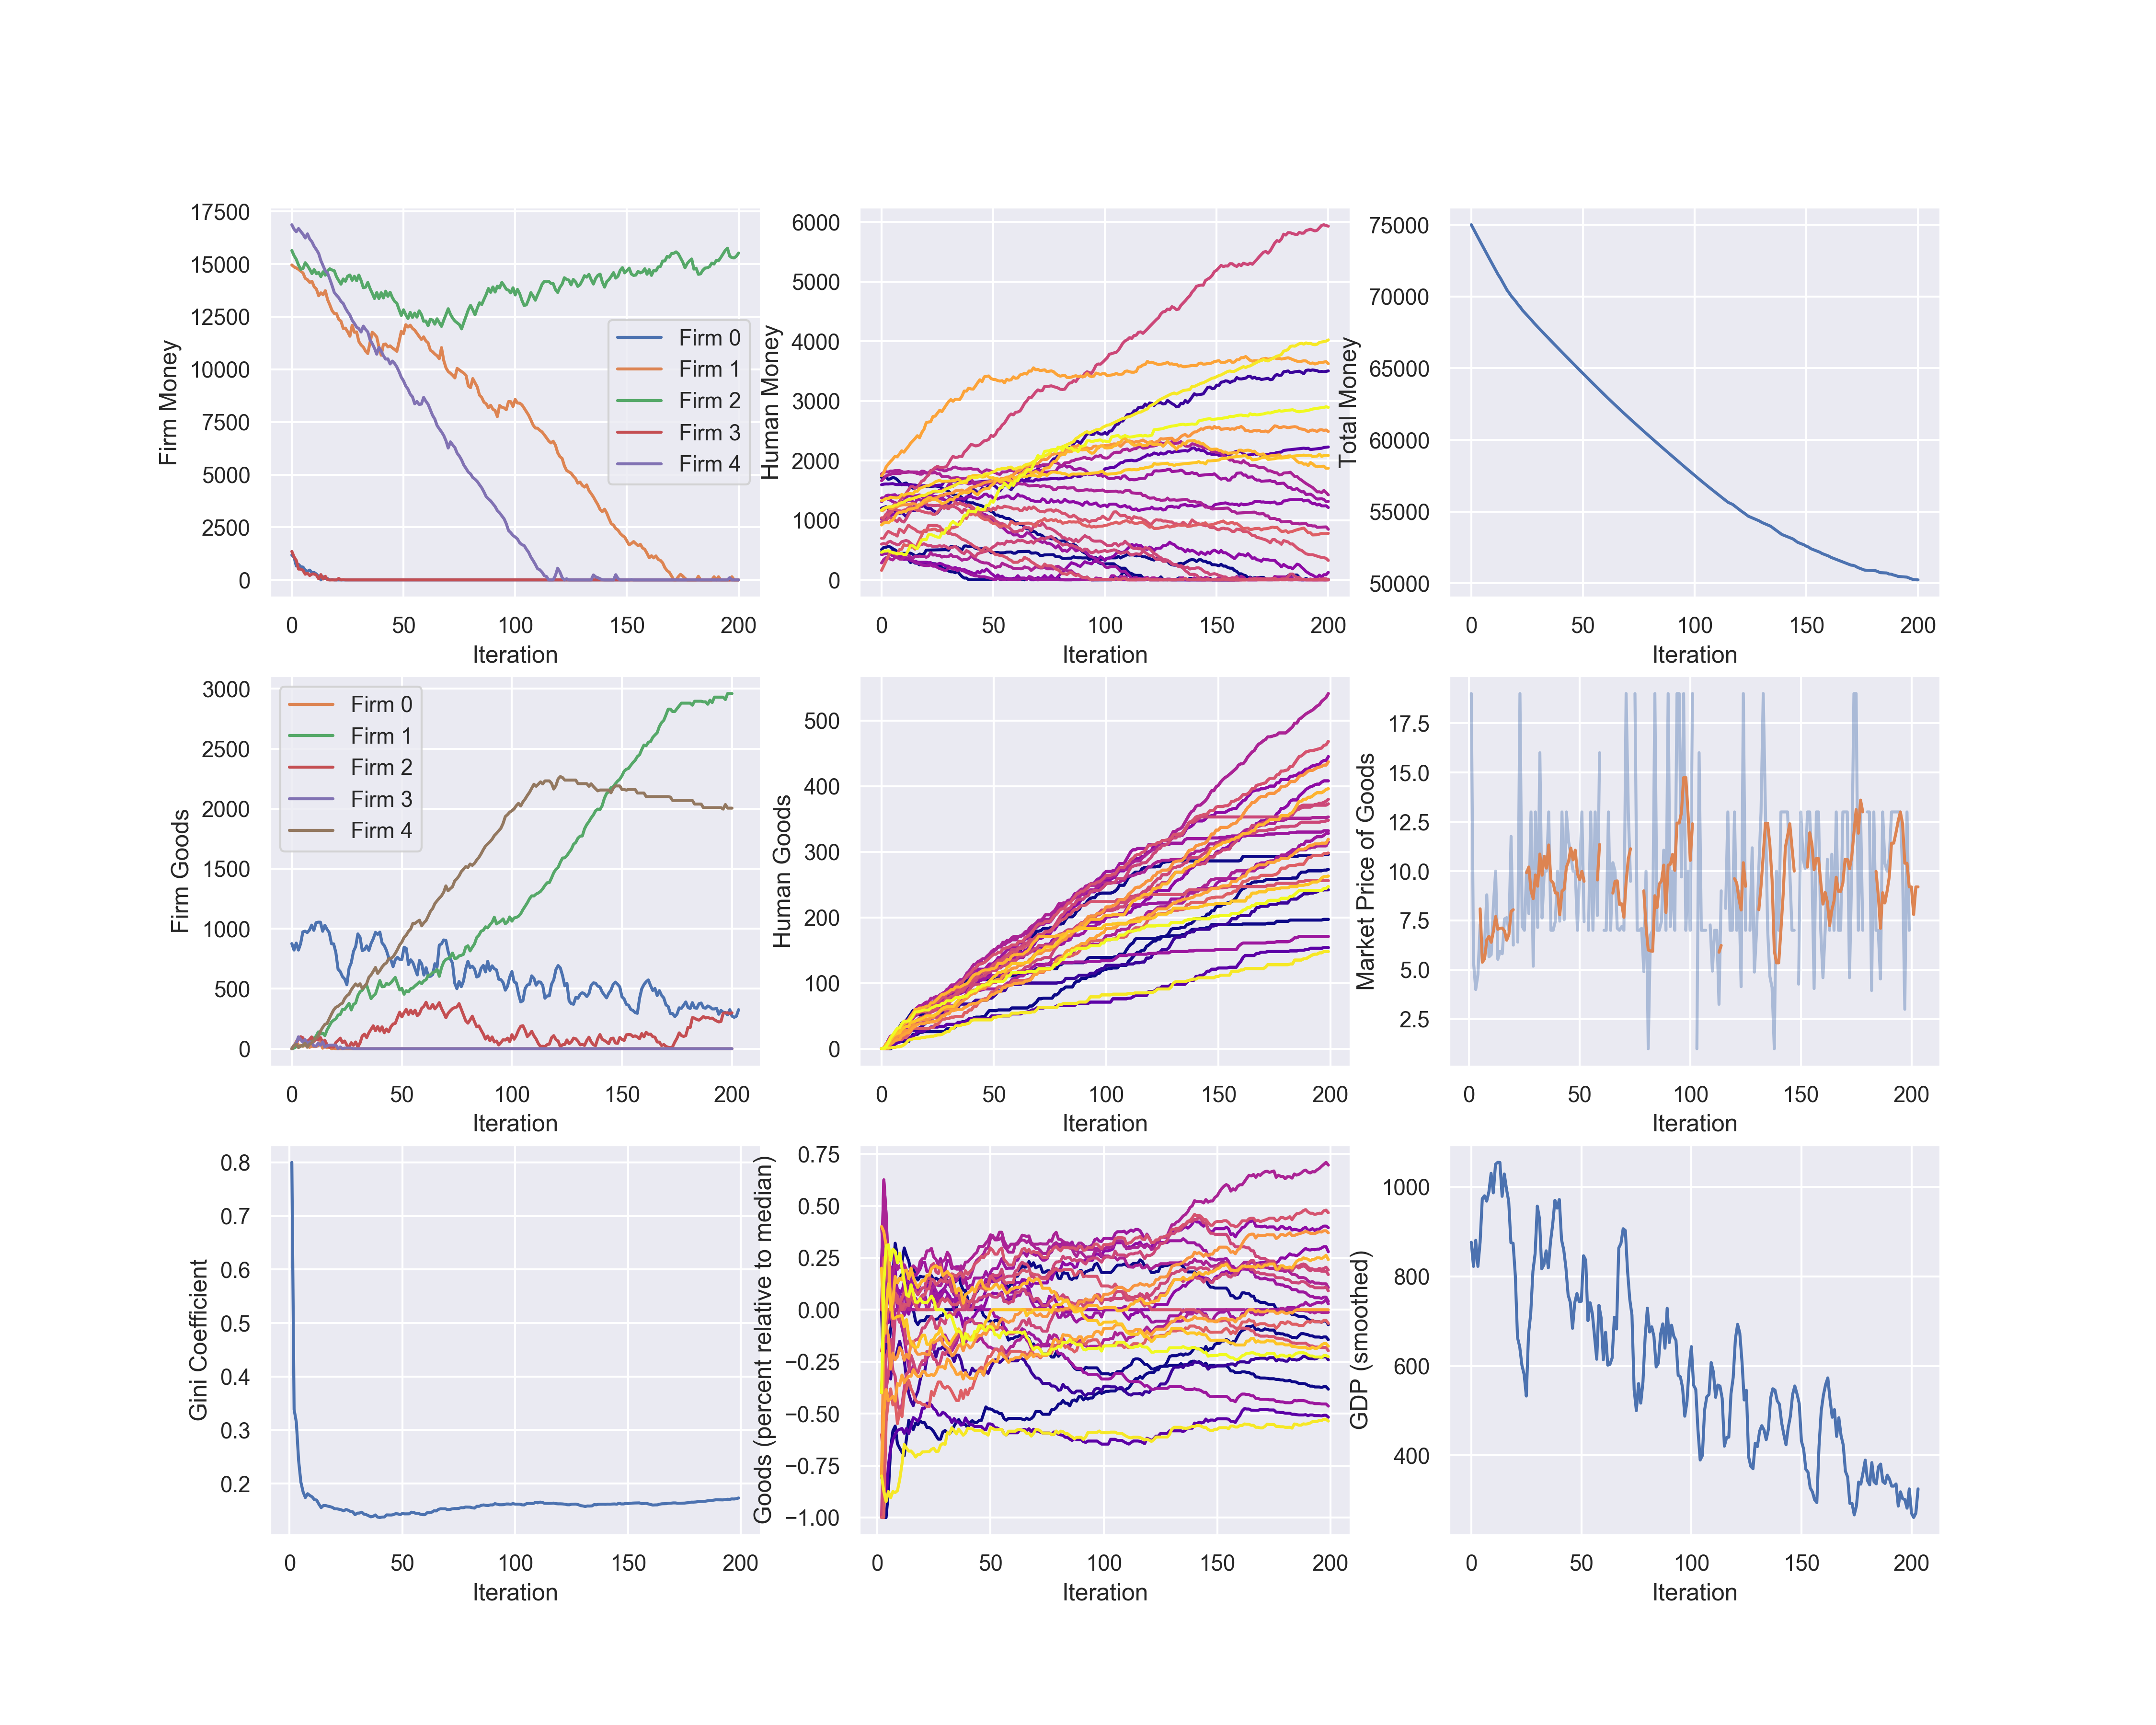 Firm Money
17500
15000
12500
10000
7500
5000
2500
0
Firm 0
Firm 1
Firm 2
Firm 3
Firm 4
0 50 100 150 200
Iteration
Human Money
6000
5000
4000
3000
2000
1000
0
0 50 100 150 200
Iteration
Total Money
75000
70000
65000
60000
55000
50000
0 50 100 150 200
Iteration
Firm Goods
3000
2500
2000
1500
1000
500
0
Firm 0
Firm 1
Firm 2
Firm 3
Firm 4
0 50 100 150 200
Iteration
Human Goods
500
400
300
200
100
0
0 50 100 150 200
Iteration
Market Price of Goods
17.5
15.0
12.5
10.0
7.5
5.0
2.5
0 50 100 150 200
Iteration
Gini Coefficient
0.8
0.7
0.6
0.5
0.4
0.3
0.2
0 50 100 150 200
Iteration
Goods (percent relative to median)
0.75
0.50
0.25
0.00
−0.25
−0.50
−0.75
−1.00
0 50 100 150 200
Iteration
GDP (smoothed)
1000
800
600
400
0 50 100 150 200
Iteration